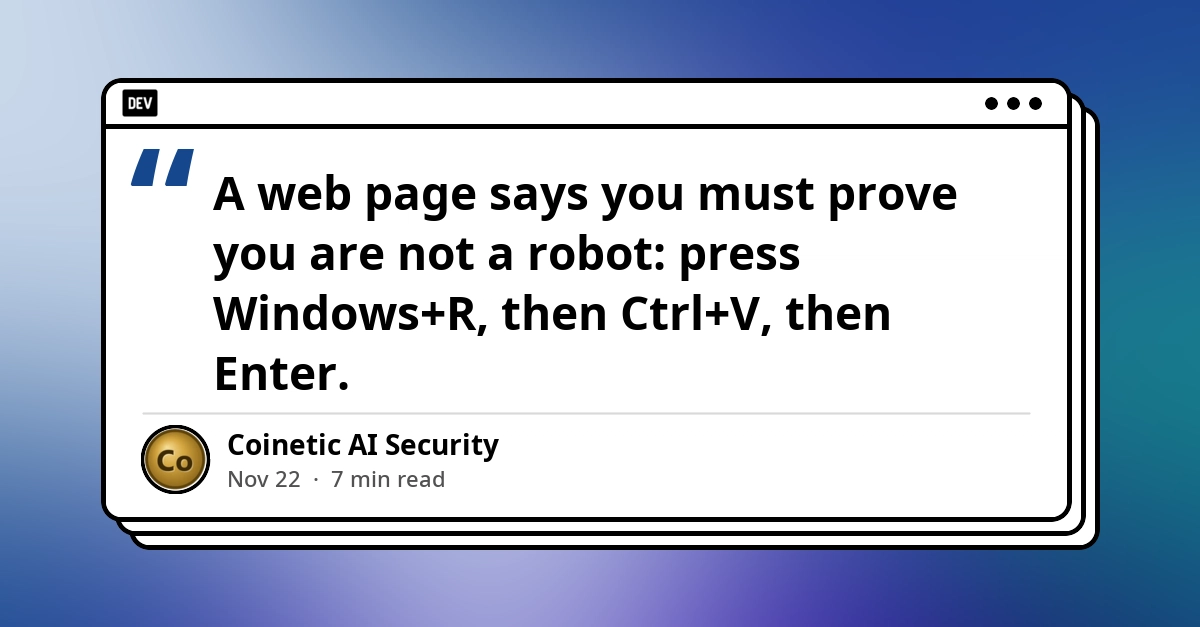 DEV
“
A web page says you must prove
you are not a robot: press
Windows+R, then Ctrl+V, then
Enter.
Co
Coinetic AI Security
Nov 22 · 7 min read